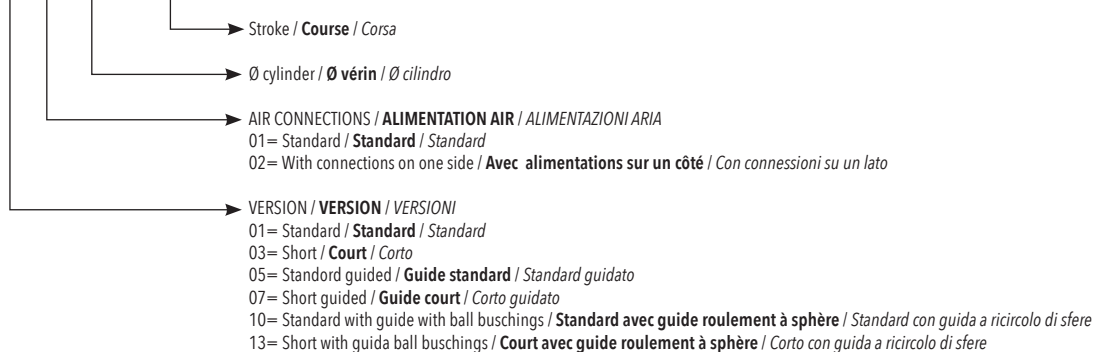 Stroke / Course / Corsa
Ø cylinder / Ø vérin / Ø cilindro
AIR CONNECTIONS / ALIMENTATION AIR / ALIMENTAZIONI ARIA
01= Standard / Standard / Standard
02= With connections on one side / Avec alimentations sur un côté / Con connessioni su un lato
VERSION / VERSION / VERSIONI
01= Standard / Standard / Standard
03= Short / Court / Corto
05= Standord guided / Guide standard / Standard guidato
07= Short guided / Guide court / Corto guidato
10= Standard with guide with ball buschings / Standard avec guide roulement à sphère / Standard con guida a ricircolo di sfere
13= Short with guida ball buschings / Court avec guide roulement à sphère / Corto con guida a ricircolo di sfere